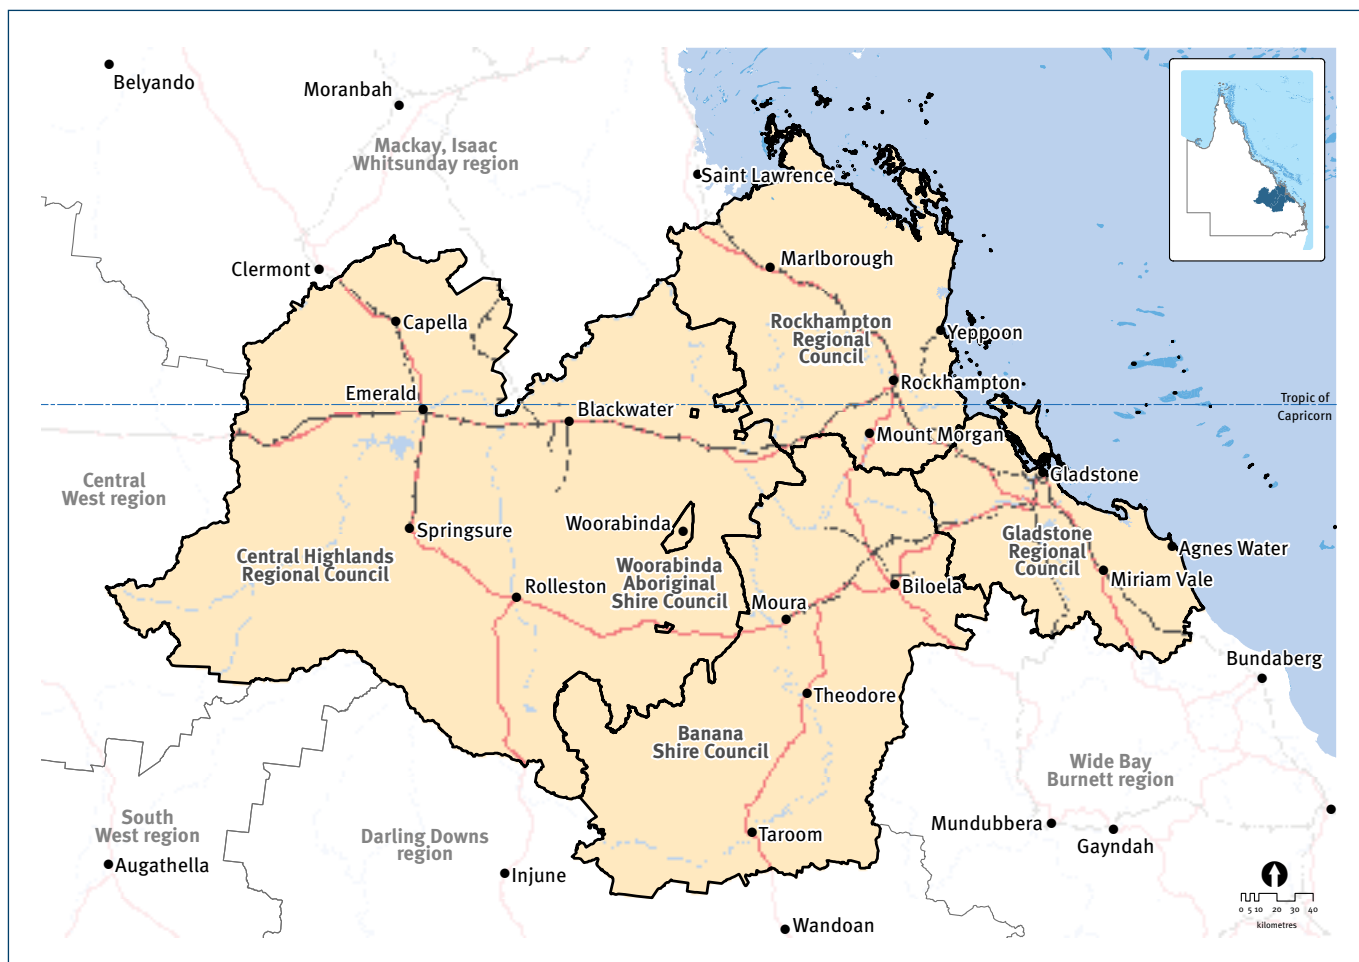 Belyando
Moranbah
Mackay, Isaac
Whitsunday region
Saint Lawrence
Clermont
Marlborough
Capella
Rockhampton
Regional
Council
Yeppoon
Emerald
Rockhampton
Blackwater
Tropic of
Capricorn
Mount Morgan
Central
West region
Gladstone
Woorabinda
Springsure
Gladstone
Regional
Council
Agnes Water
Central Highlands
Regional Council
Woorabinda
Aboriginal
Shire Council
Miriam Vale
Rolleston
Biloela
Moura
Bundaberg
Theodore
Banana
Shire Council
Wide Bay
Burnett region
South
West region
Darling Downs
region
Taroom
Mundubbera
Gayndah
Augathella
Injune
Wandoan
0 5 10 20 30 40
kilometres